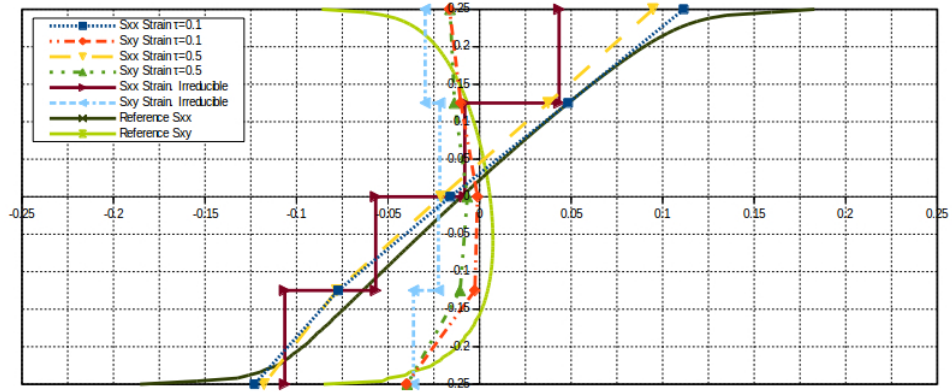 0.25
Sxx Strain τ=0.1
Sxy Strain τ=0.1
Sxx Strain τ=0.5
Sxy Strain τ=0.5
Sxx Strain Irreducible
Sxy Strain Irreducible
Reference Sxx
Reference Sxy
0.2
0.15
0.1
0.05
0
-0.25 -0.2 -0.15 -0.1 -0.05 0 0.05 0.1 0.15 0.2 0.25
0.05
0.1
0.15
0.2
0.25